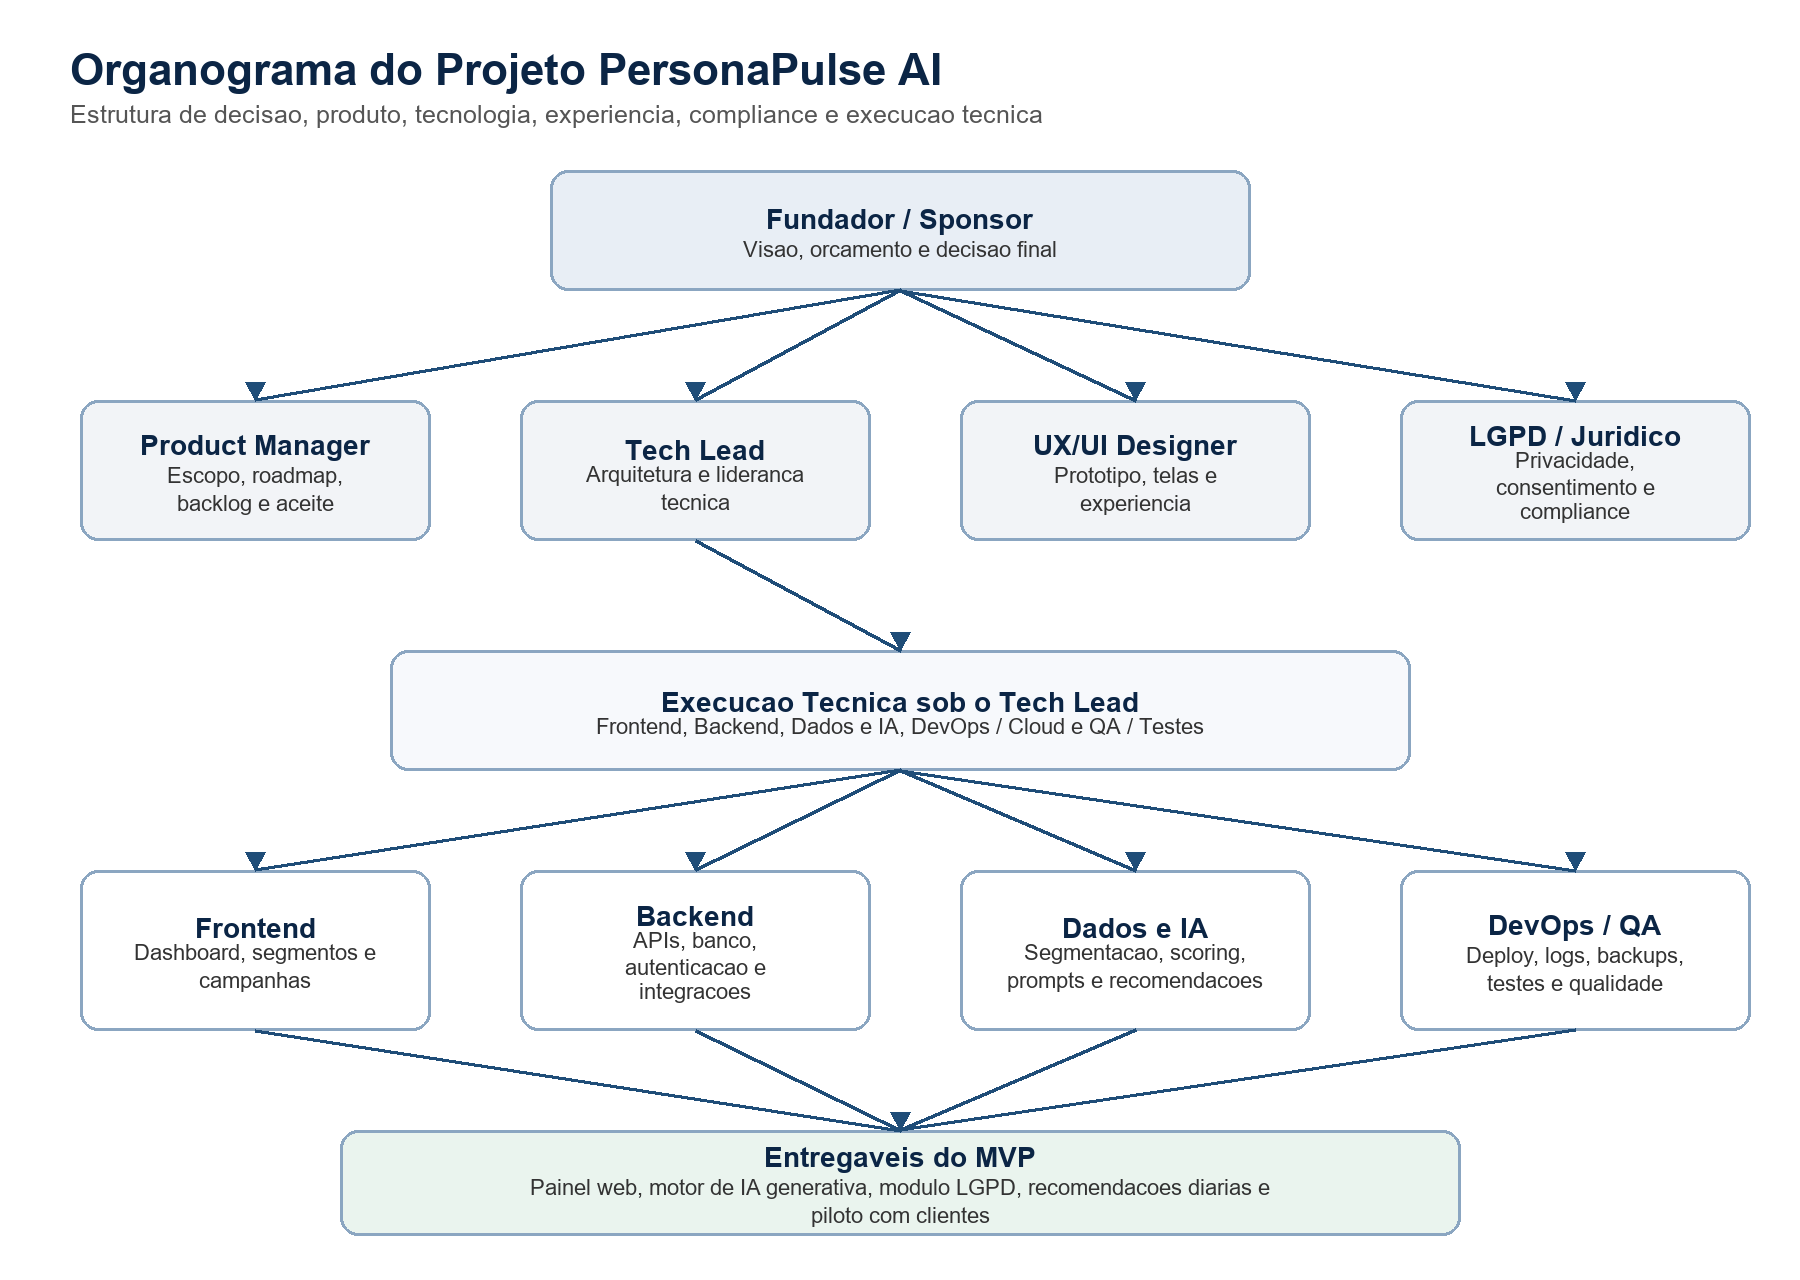 Organograma do Projeto PersonaPulse AI
Estrutura de decisao, produto, tecnologia, experiencia, compliance e execucao tecnica
Fundador / Sponsor
Visao, orcamento e decisao final
Product Manager
Escopo, roadmap,
backlog e aceite
Tech Lead
Arquitetura e lideranca
tecnica
UX/UI Designer
Prototipo, telas e
experiencia
LGPD / Juridico
Privacidade,
consentimento e
compliance
Execucao Tecnica sob o Tech Lead
Frontend, Backend, Dados e IA, DevOps / Cloud e QA / Testes
Frontend
Dashboard, segmentos e
campanhas
Backend
APIs, banco,
autenticacao e
integracoes
Dados e IA
Segmentacao, scoring,
prompts e recomendacoes
DevOps / QA
Deploy, logs, backups,
testes e qualidade
Entregaveis do MVP
Painel web, motor de IA generativa, modulo LGPD, recomendacoes diarias e
piloto com clientes